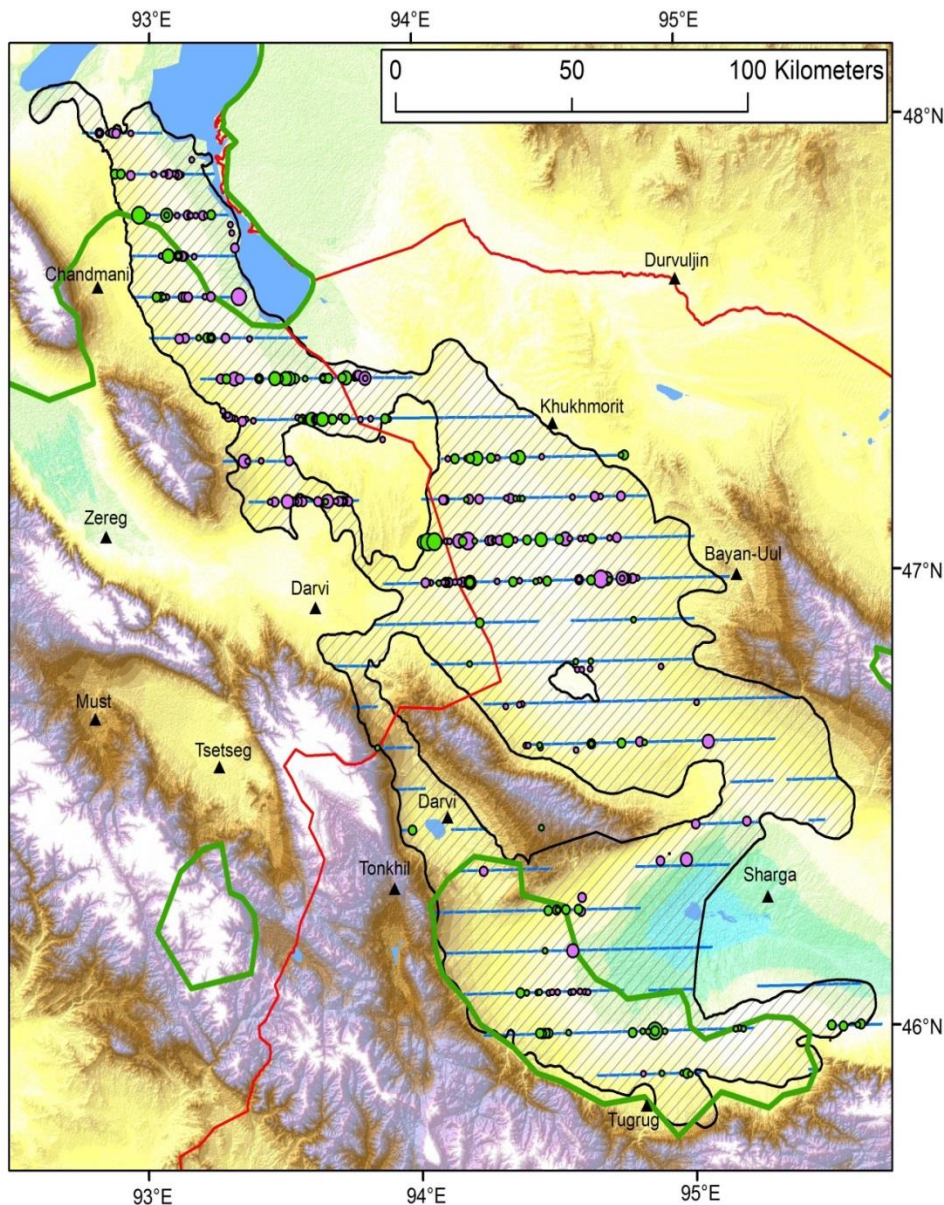 93°E 94°E 95°E
0 50 100 Kilometers
48°N
Durvuljin
Chandmani
Khukhmorit
Zereg
47°N
Bayan-Uul
Darvi
Must
Tsetseg
Darvi
Tonkhil
Sharga
46°N
Tugrug
93°E 94°E 95°E